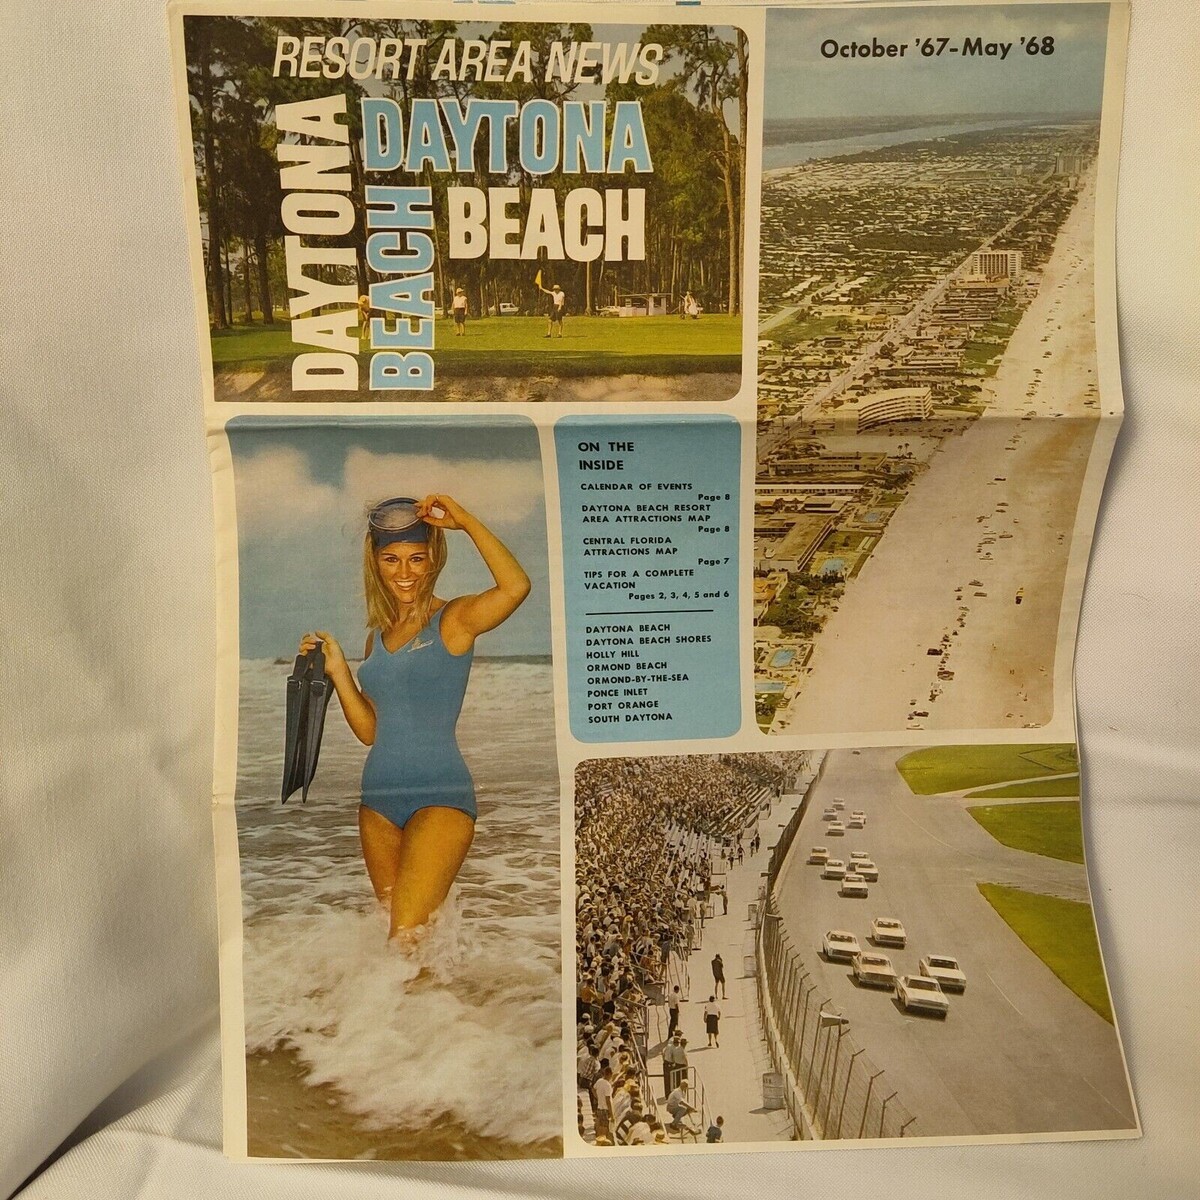 RESORT AREA NEWS
DAYTONA
BEACH
DAYTONA
BEACH
October '67-May '68
ON THE
INSIDE
CALENDAR OF EVENTS
Page 8
DAYTONA BEACH RESORT
AREA ATTRACTIONS MAP
Page 8
CENTRAL FLORIDA
ATTRACTIONS MAP
Page 7
TIPS FOR A COMPLETE
VACATION
Pages 2, 3, 4, 5 and 6
DAYTONA BEACH
DAYTONA BEACH SHORES
HOLLY HILL
ORMOND BEACH
ORMOND-BY-THE-SEA
PONCE INLET
PORT ORANGE
SOUTH DAYTONA